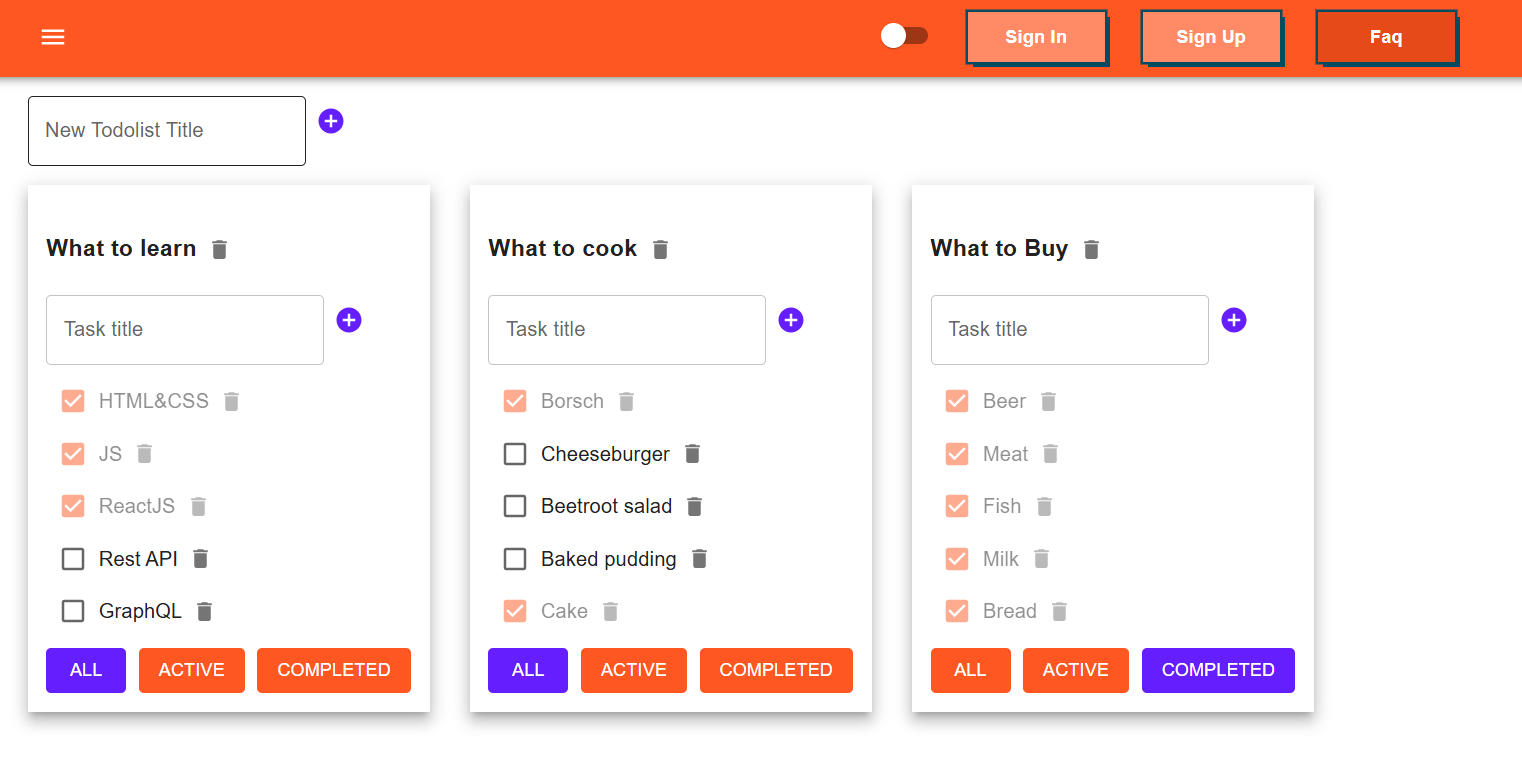 Sign In
Sign Up
Faq
New Todolist Title
What to learn
Task title
HTML&CSS
JS
ReactJS
Rest API
GraphQL
ALL
ACTIVE
COMPLETED
What to cook
Task title
Borsch
Cheeseburger
Beetroot salad
Baked pudding
Cake
ALL
ACTIVE
COMPLETED
What to Buy
Task title
Beer
Meat
Fish
Milk
Bread
ALL
ACTIVE
COMPLETED